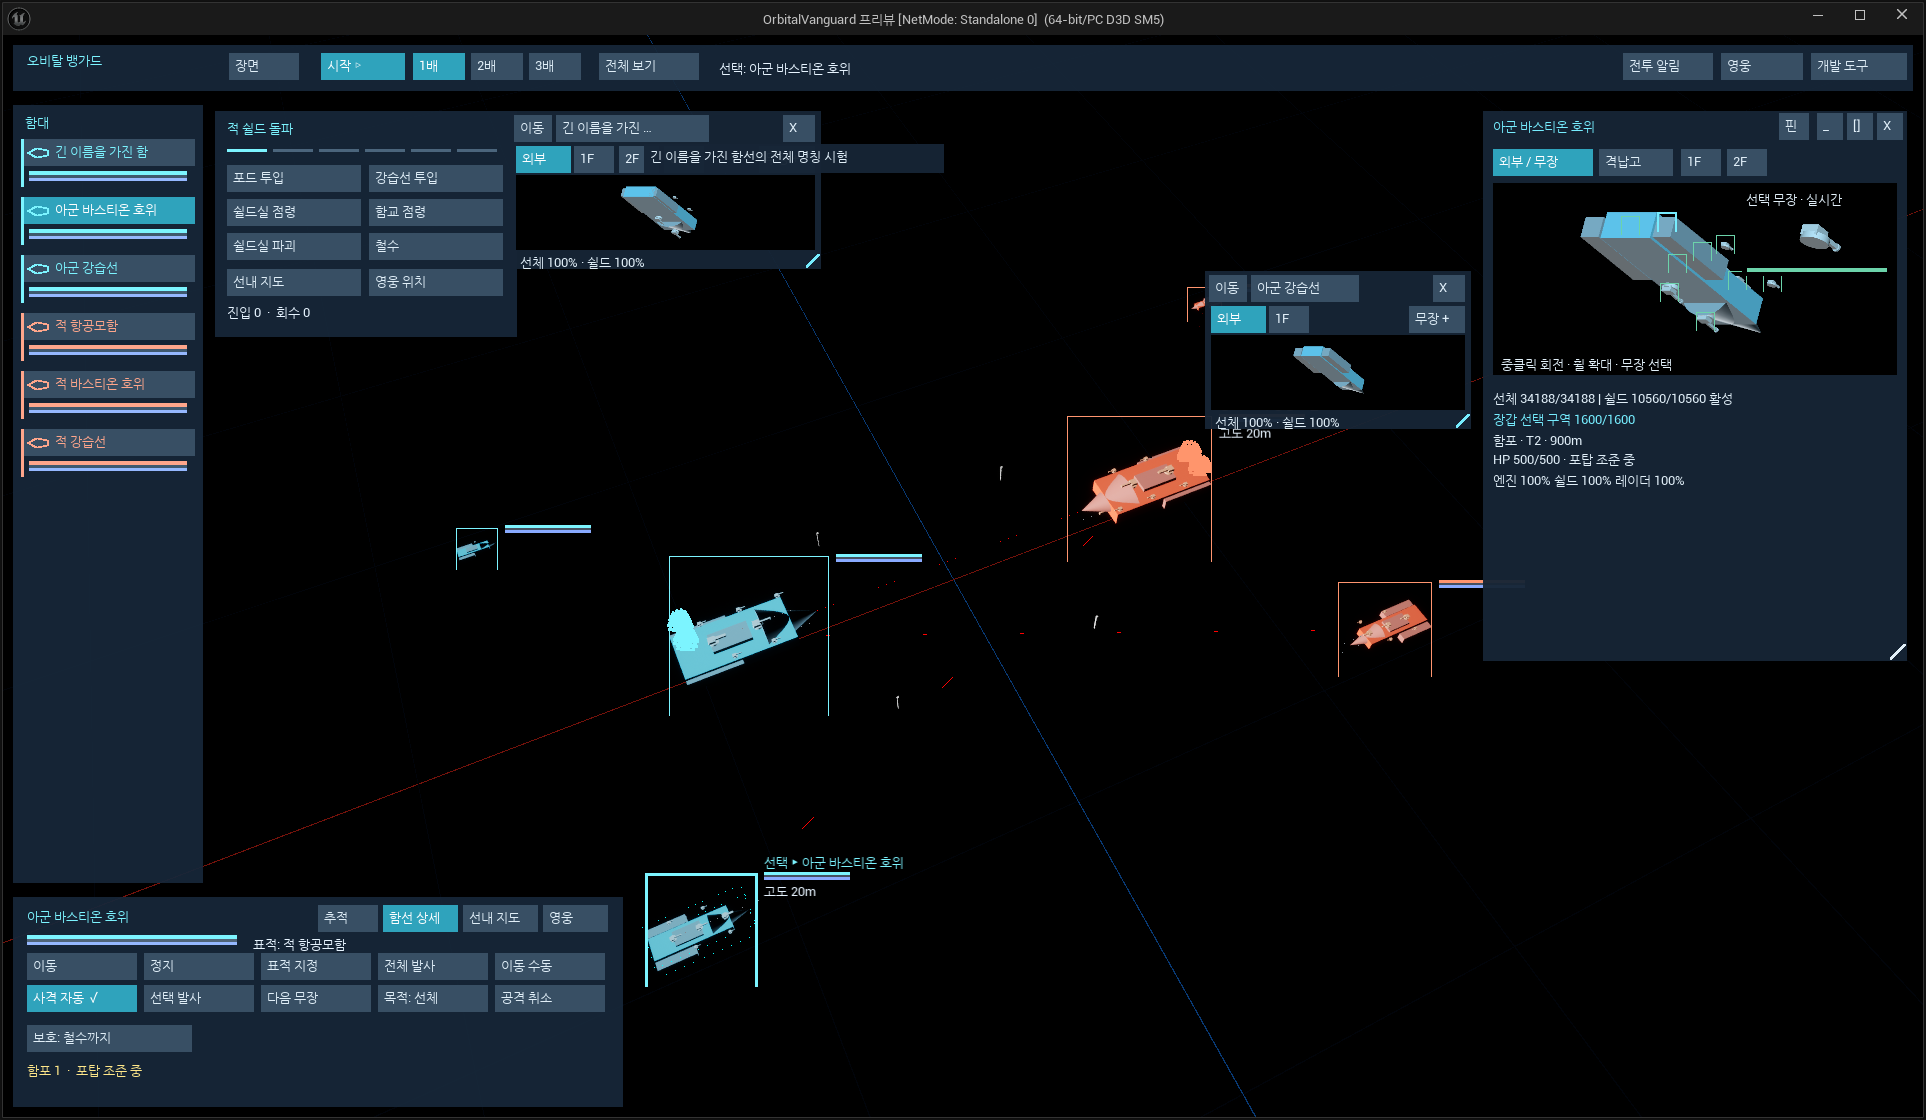 OrbitalVanguard 프리뷰 [NetMode: Standalone 0] (64-bit/PC D3D SM5)
오비탈 뱅가드
장면
시작
1배
2배
3배
전체 보기
선택: 아군 바스티온 호위
전투 알림
영웅
개발 도구
함대
긴 이름을 가진 함
아군 바스티온 호위
아군 강습선
적 항공모함
적 바스티온 호위
적 강습선
적 쉴드 돌파
포드 투입
강습선 투입
쉴드실 점령
함교 점령
쉴드실 파괴
철수
선내 지도
영웅 위치
진입 0 · 회수 0
이동
긴 이름을 가진 ...
X
외부
1F
2F
긴 이름을 가진 함선의 전체 명칭 시험
선체 100% · 쉴드 100%
이동
아군 강습선
X
외부
1F
무장 +
선체 100% · 쉴드 100%
고도 20m
아군 바스티온 호위
핀
_
[]
X
외부 / 무장
격납고
1F
2F
선택 무장 · 실시간
중클릭 회전 · 휠 확대 · 무장 선택
선체 34188/34188 | 쉴드 10560/10560 활성
장갑 선택 구역 1600/1600
함포 · T2 · 900m
HP 500/500 · 포탑 조준 중
엔진 100% 쉴드 100% 레이더 100%
선택 ▸ 아군 바스티온 호위
고도 20m
아군 바스티온 호위
추적
함선 상세
선내 지도
영웅
표적: 적 항공모함
이동
정지
표적 지정
전체 발사
이동 수동
사격 자동 √
선택 발사
다음 무장
목적: 선체
공격 취소
보호: 철수까지
함포 1 · 포탑 조준 중